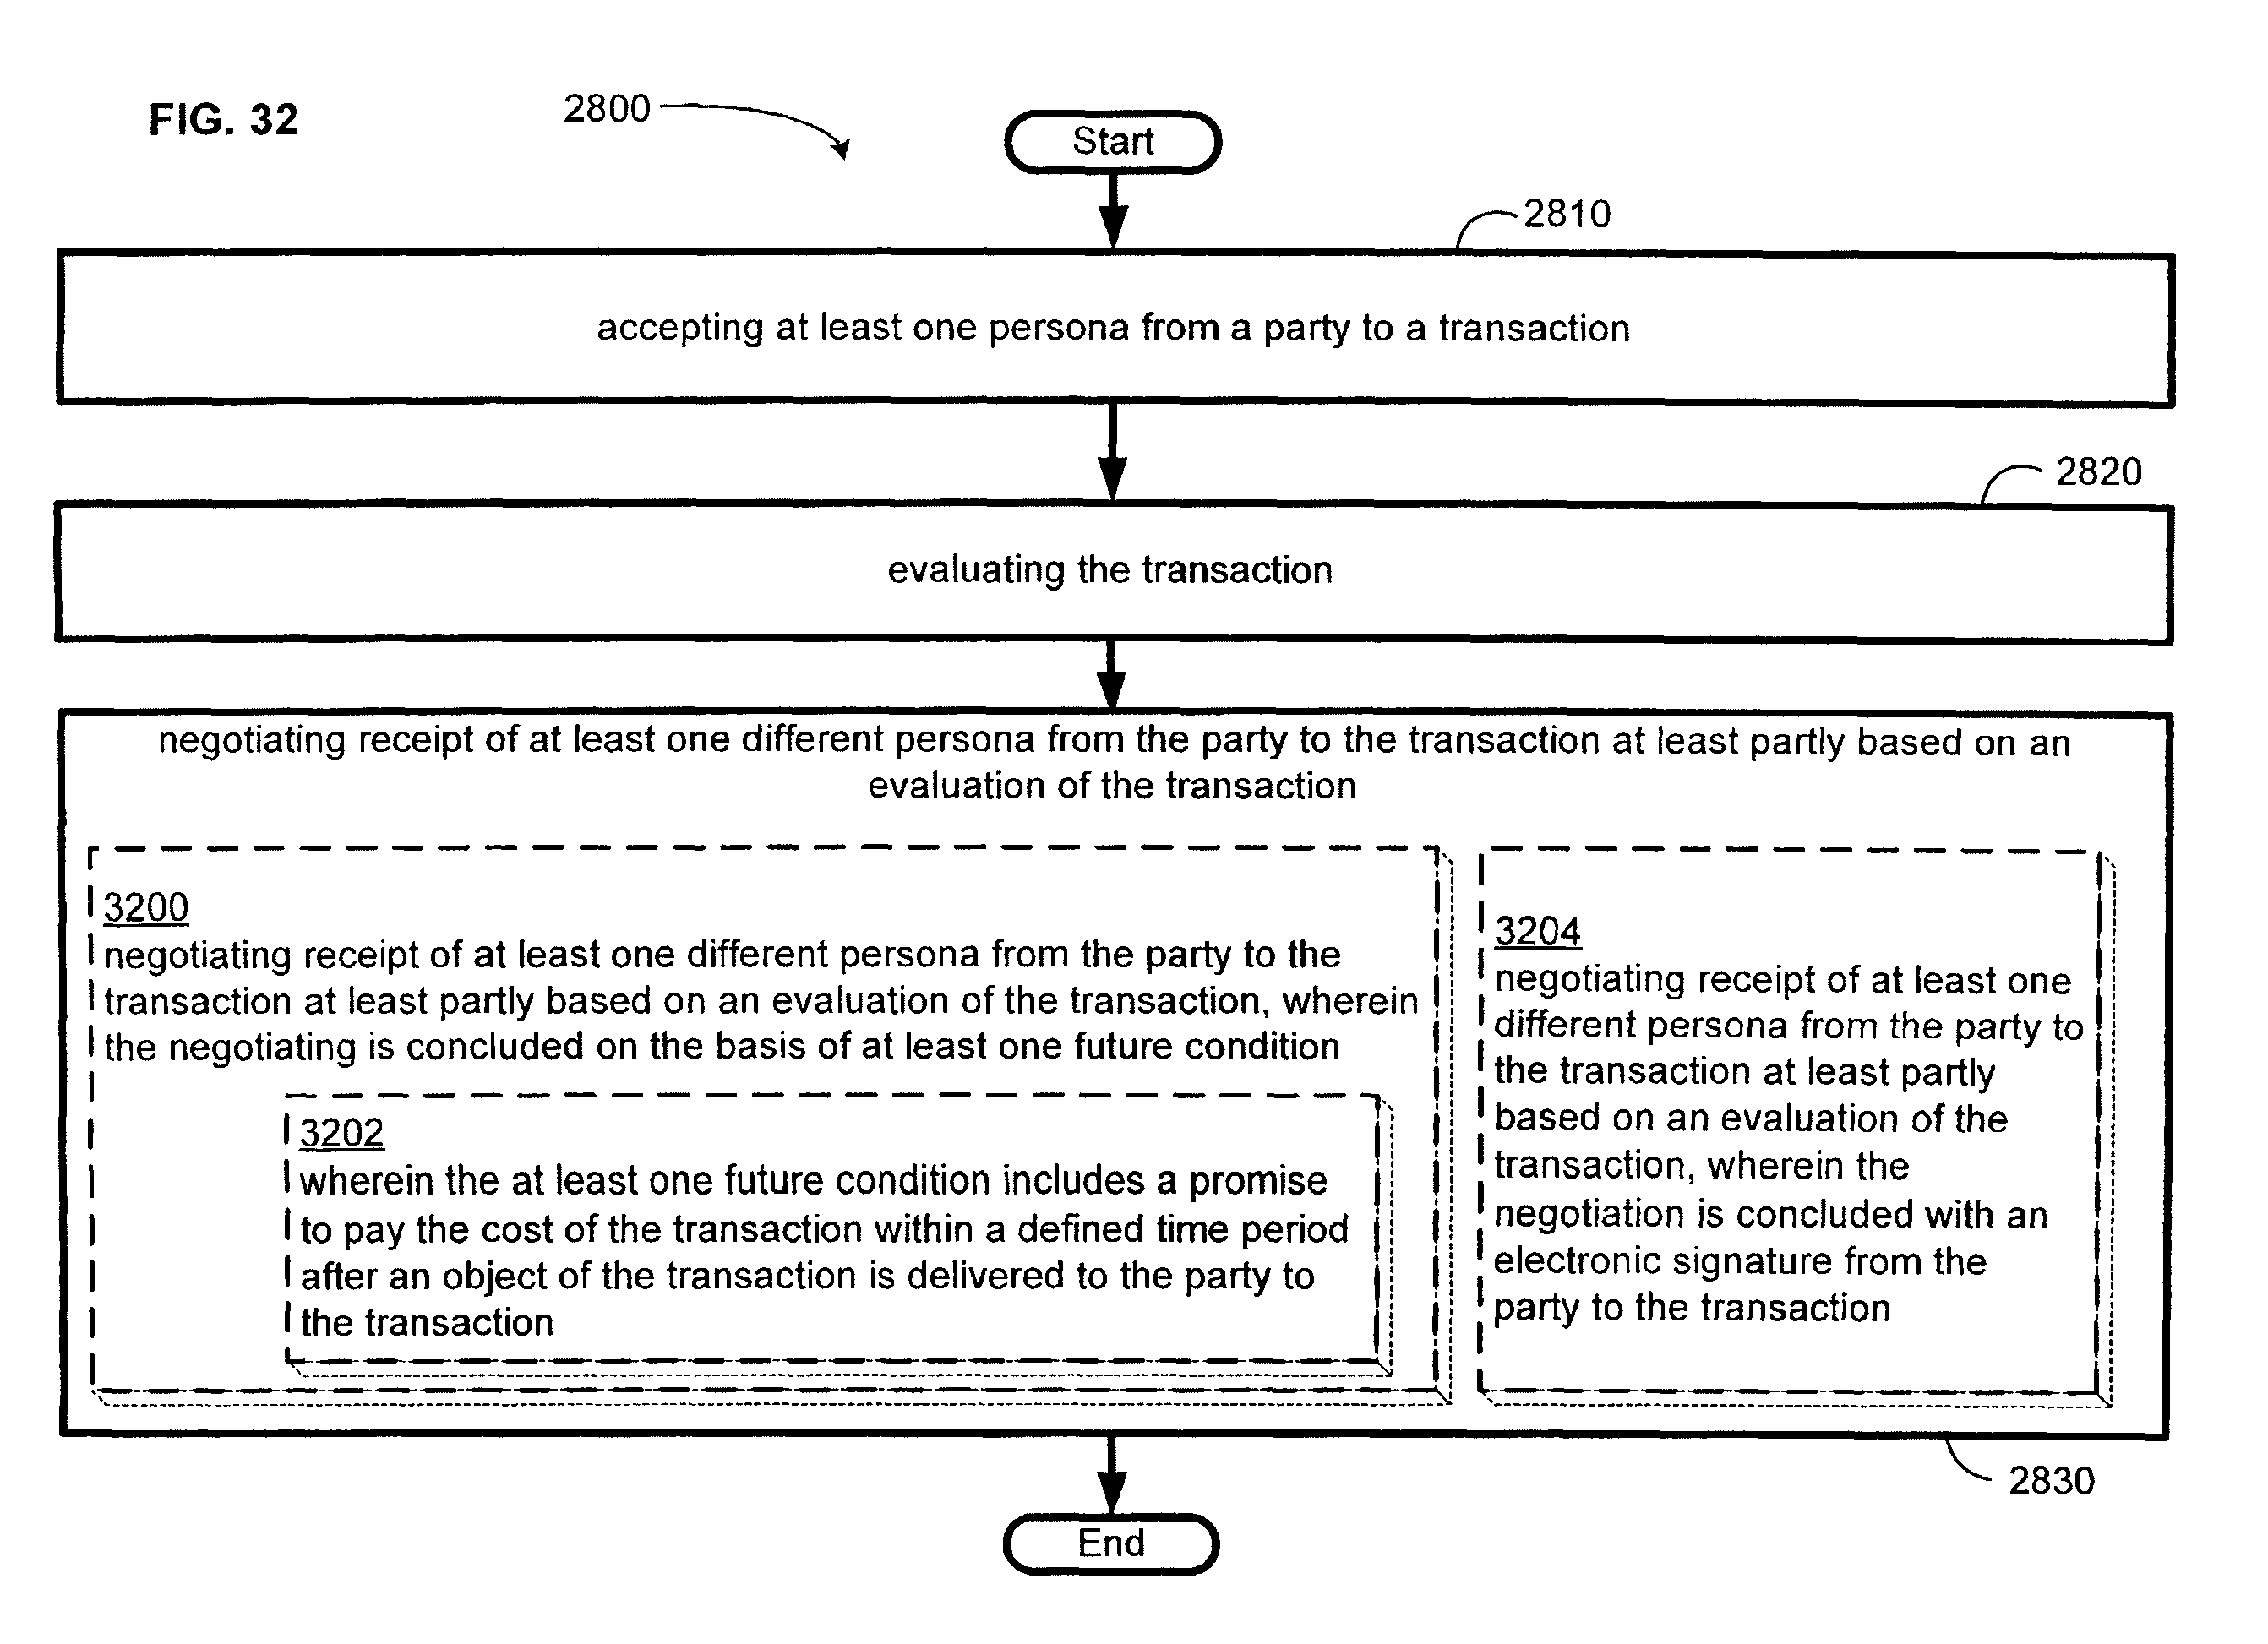 FIG. 32
2800
Start
2810
accepting at least one persona from a party to a transaction
2820
evaluating the transaction
negotiating receipt of at least one different persona from the party to the transaction at least partly based on an
evaluation of the transaction
3200
negotiating receipt of at least one different persona from the party to the
transaction at least partly based on an evaluation of the transaction, wherein
the negotiating is concluded on the basis of at least one future condition
3202
wherein the at least one future condition includes a promise
to pay the cost of the transaction within a defined time period
after an object of the transaction is delivered to the party to
the transaction
3204
negotiating receipt of at least one
different persona from the party to
the transaction at least partly
based on an evaluation of the
transaction, wherein the
negotiation is concluded with an
electronic signature from the
party to the transaction
2830
End